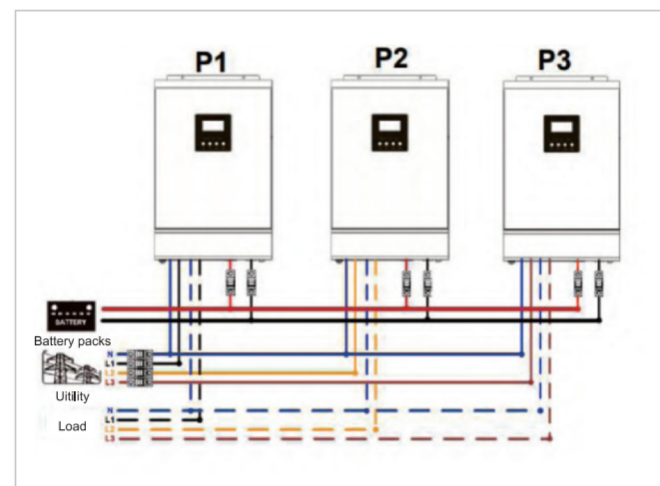 P1
P2
P3
BATTERY
Battery packs
N
L1
L2
L3
Uitility
N
L1
L2
L3
Load